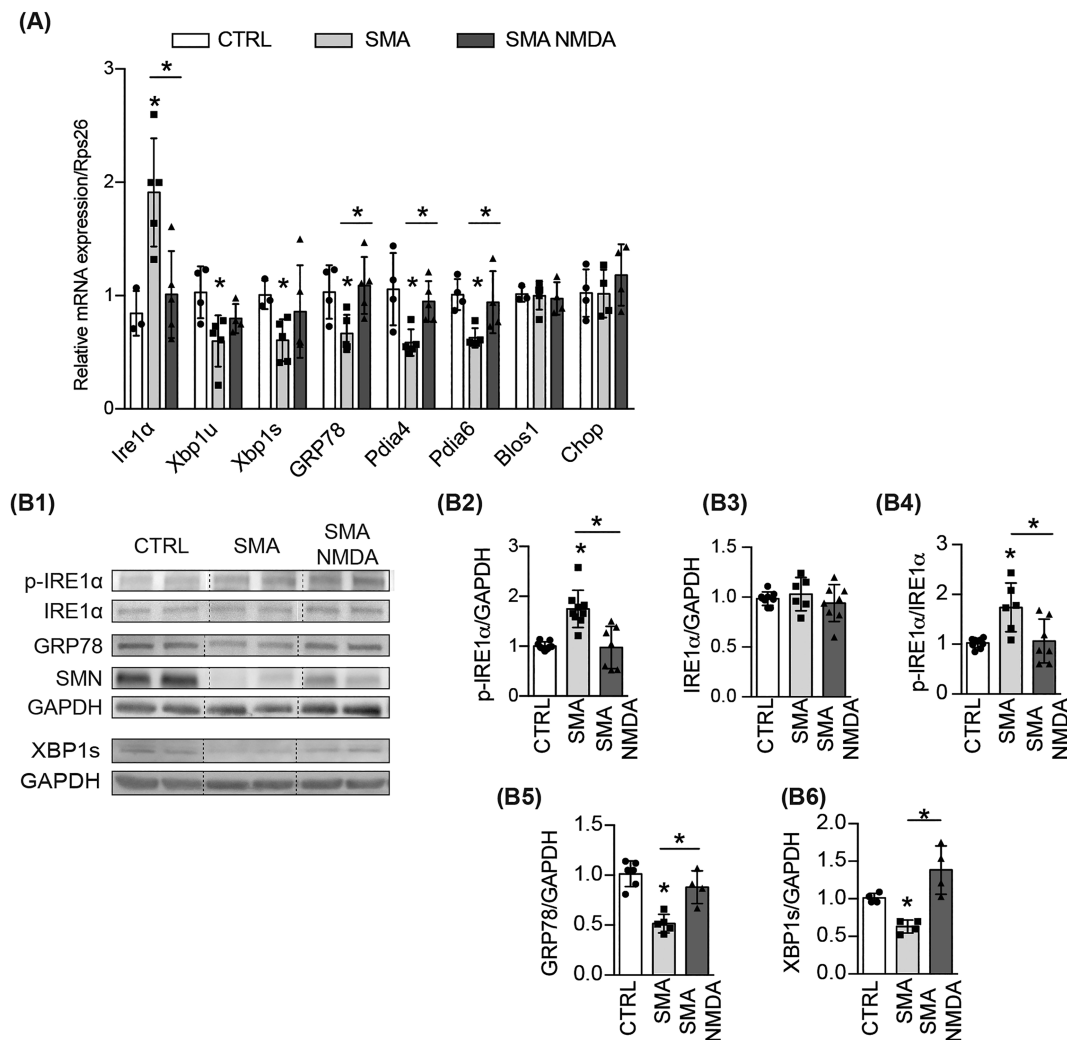 (A)
CTRL SMA SMA NMDA
Relative mRNA expression/Rps26
3
2
1
0
* *
* * * * * *
* * *
Ire1α Xbp1u Xbp1s GRP78 Pdia4 Pdia6 Blos1 Chop
(B1)
CTRL SMA SMA
NMDA
p-IRE1α
IRE1α
GRP78
SMN
GAPDH
XBP1s
GAPDH
(B2)
p-IRE1α/GAPDH
3
2
1
0
*
*
CTRL
SMA
SMA
NMDA
(B3)
IRE1α/GAPDH
1.5
1.0
0.5
0.0
CTRL
SMA
SMA
NMDA
(B4)
p-IRE1α/IRE1α
3
2
1
0
*
*
CTRL
SMA
SMA
NMDA
(B5)
GRP78/GAPDH
1.5
1.0
0.5
0.0
*
*
CTRL
SMA
SMA
NMDA
(B6)
XBP1s/GAPDH
2.0
1.5
1.0
0.5
0.0
*
*
CTRL
SMA
SMA
NMDA